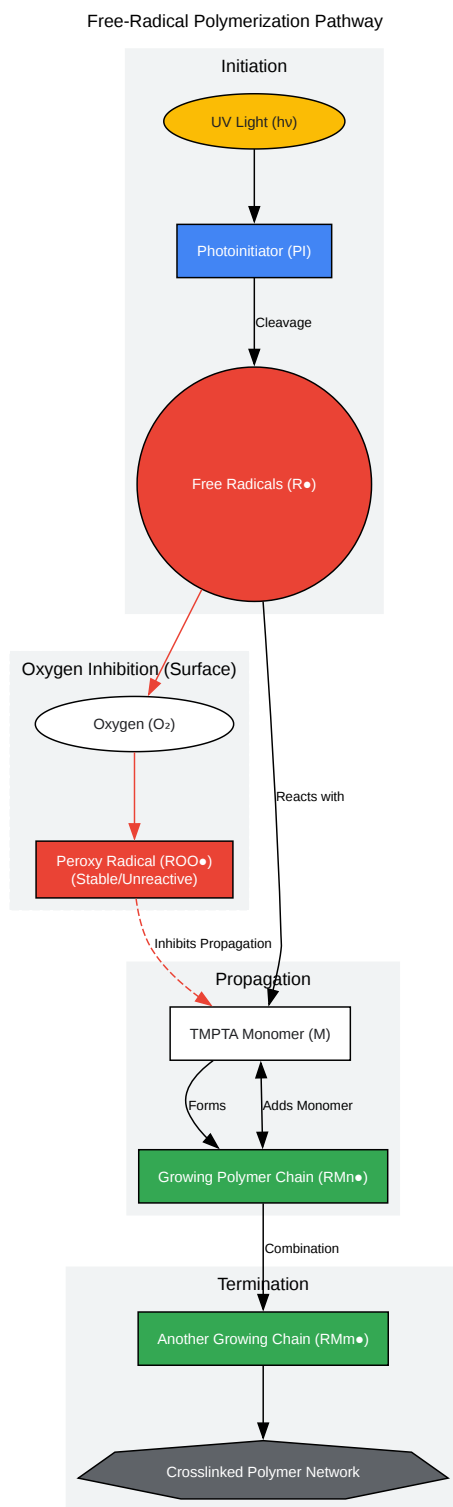 Free-Radical Polymerization Pathway
Initiation
UV Light (hν)
Photoinitiator (PI)
Cleavage
Free Radicals (R●)
Oxygen Inhibition (Surface)
Oxygen (O₂)
Reacts with
Peroxy Radical (ROO●)
(Stable/Unreactive)
Inhibits Propagation
Propagation
TMPTA Monomer (M)
Forms
Adds Monomer
Growing Polymer Chain (RMn●)
Combination
Termination
Another Growing Chain (RMm●)
Crosslinked Polymer Network